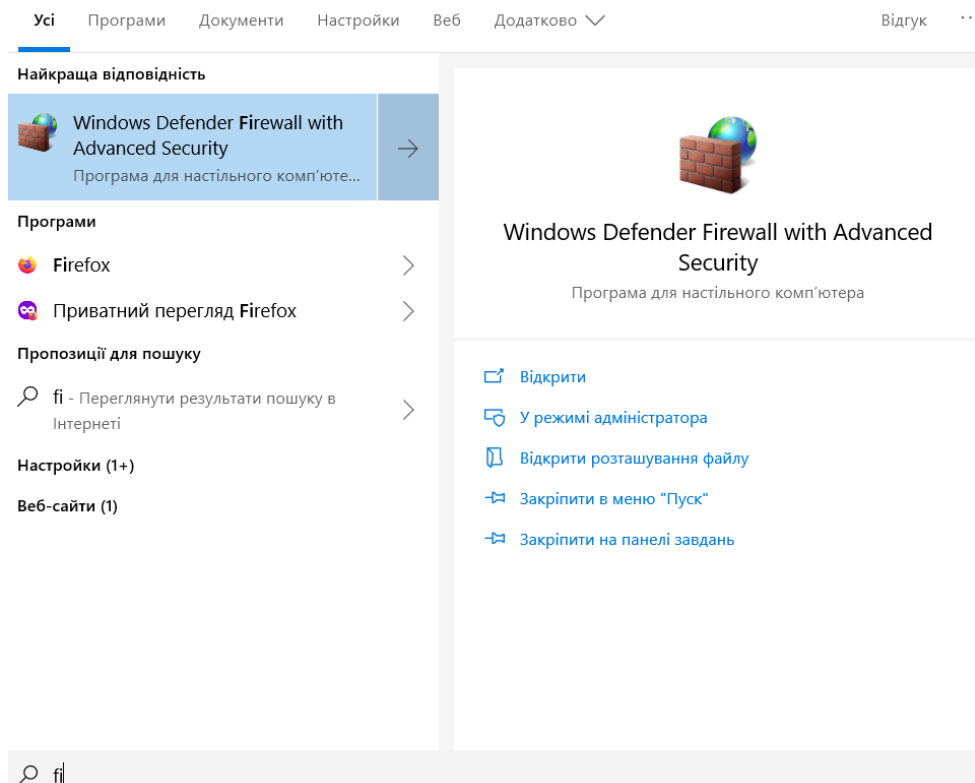 Усі Програми Документи Настройки Веб Додатково Відгук ...
Найкраща відповідність
Windows Defender Firewall with
Advanced Security
Програма для настільного комп'юте...
Програми
Firefox
Приватний перегляд Firefox
Пропозиції для пошуку
fi - Переглянути результати пошуку в
Інтернеті
Настройки (1+)
Веб-сайти (1)
Windows Defender Firewall with Advanced
Security
Програма для настільного комп'ютера
Відкрити
У режимі адміністратора
Відкрити розташування файлу
Закріпити в меню "Пуск"
Закріпити на панелі завдань
fi